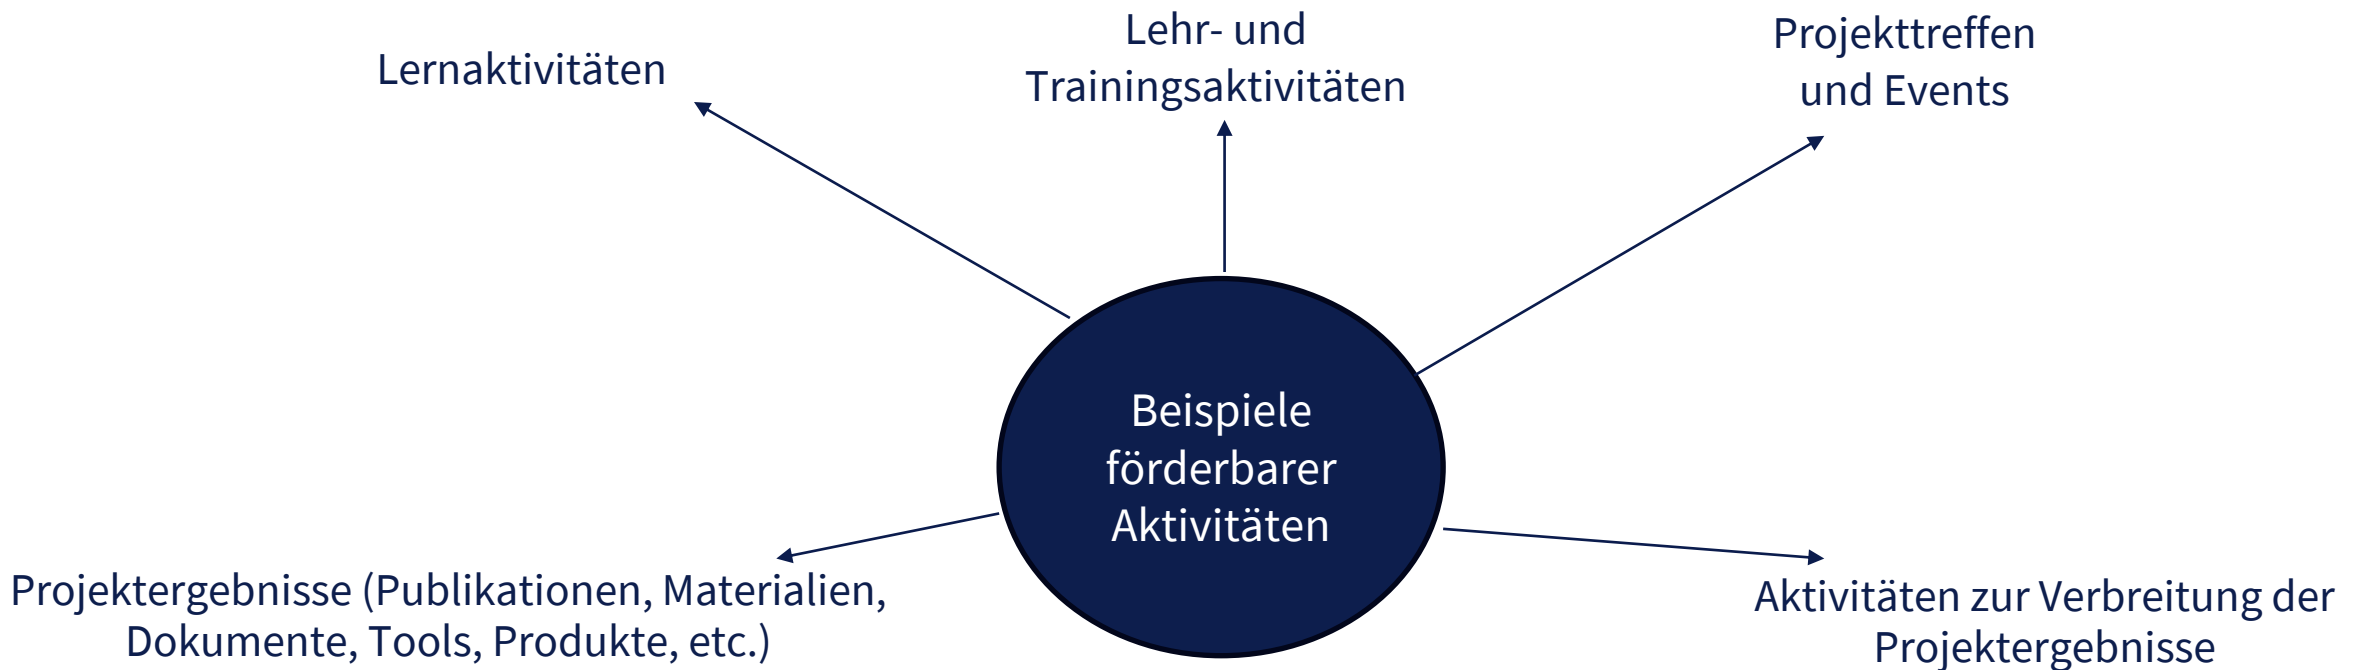 Lernaktivitäten
Lehr- und
Trainingsaktivitäten
Projekttreffen
und Events
Beispiele
förderbarer
Aktivitäten
Projektergebnisse (Publikationen, Materialien,
Dokumente, Tools, Produkte, etc.)
Aktivitäten zur Verbreitung der
Projektergebnisse